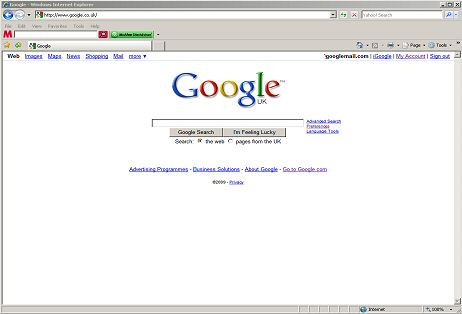 Google - Windows Internet Explorer
http://www.google.co.uk/
Yahoo! Search
File Edit View Favorites Tools Help
M McAfee SiteAdvisor
Google Page Tools
Web Images Maps News Shopping Mail more ▼ googlemail.com | iGoogle | My Account | Sign out
Google™
UK
Advanced Search
Preferences
Language Tools
Google Search I'm Feeling Lucky
Search: the web pages from the UK
Advertising Programmes - Business Solutions - About Google - Go to Google.com
©2009 - Privacy
Internet 100%